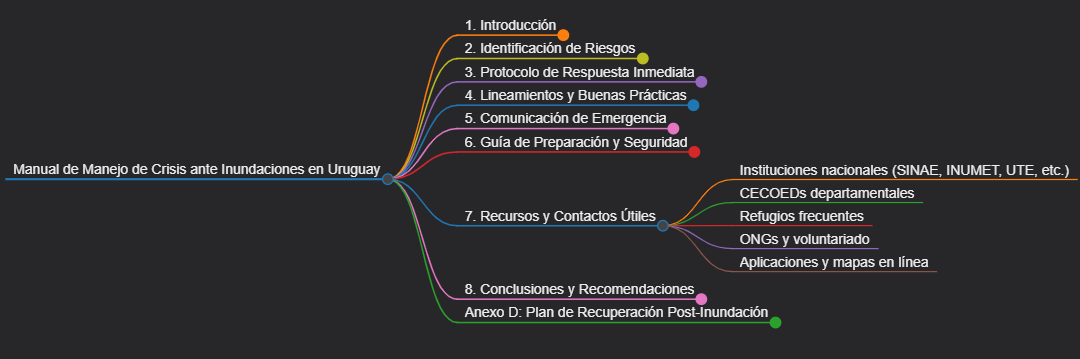 1. Introducción
2. Identificación de Riesgos
3. Protocolo de Respuesta Inmediata
4. Lineamientos y Buenas Prácticas
5. Comunicación de Emergencia
6. Guía de Preparación y Seguridad
Manual de Manejo de Crisis ante Inundaciones en Uruguay
7. Recursos y Contactos Útiles
Instituciones nacionales (SINAE, INUMET, UTE, etc.)
CECOEDs departamentales
Refugios frecuentes
ONGs y voluntariado
Aplicaciones y mapas en línea
8. Conclusiones y Recomendaciones
Anexo D: Plan de Recuperación Post-Inundación